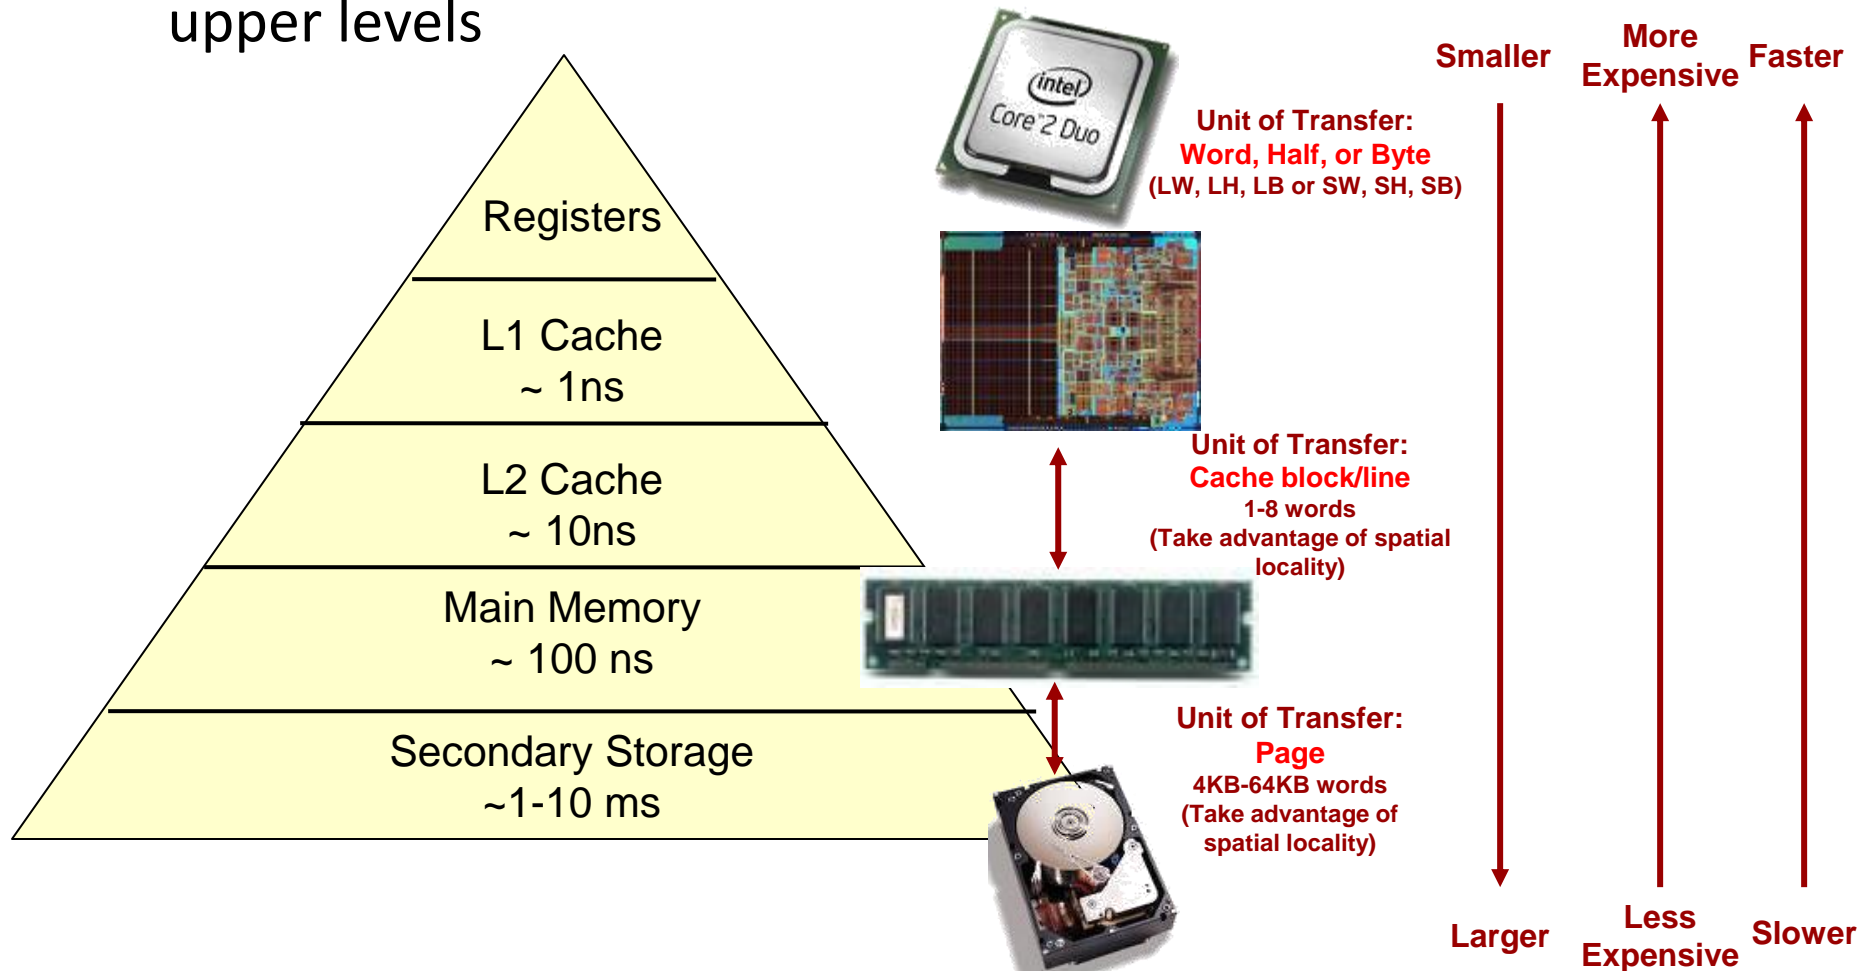 upper levels
Registers
L1 Cache
~ 1ns
L2 Cache
~ 10ns
Main Memory
~ 100 ns
Secondary Storage
~1-10 ms
intel
Core™2 Duo
Unit of Transfer:
Word, Half, or Byte
(LW, LH, LB or SW, SH, SB)
Unit of Transfer:
Cache block/line
1-8 words
(Take advantage of spatial
locality)
Unit of Transfer:
Page
4KB-64KB words
(Take advantage of
spatial locality)
Smaller
More
Expensive
Faster
Larger
Less
Expensive
Slower